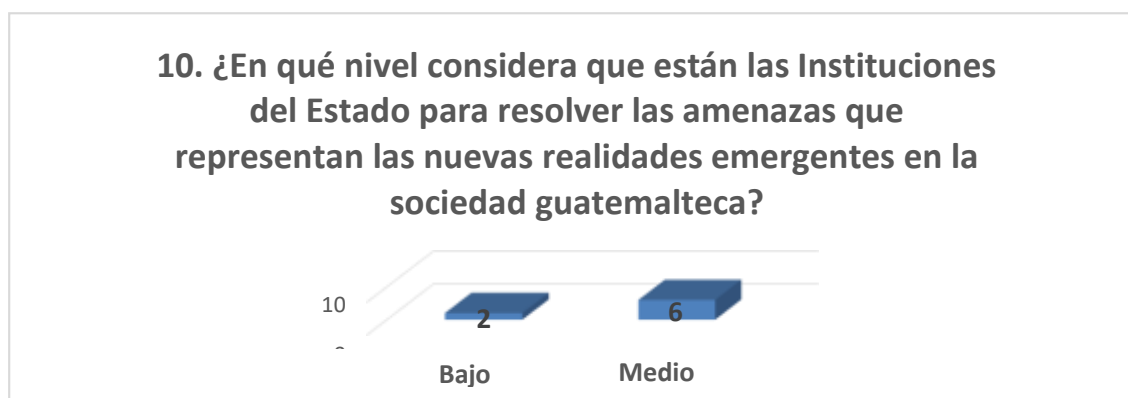 10. ¿En qué nivel considera que están las Instituciones
del Estado para resolver las amenazas que
representan las nuevas realidades emergentes en la
sociedad guatemalteca?
10
2
6
Bajo
Medio